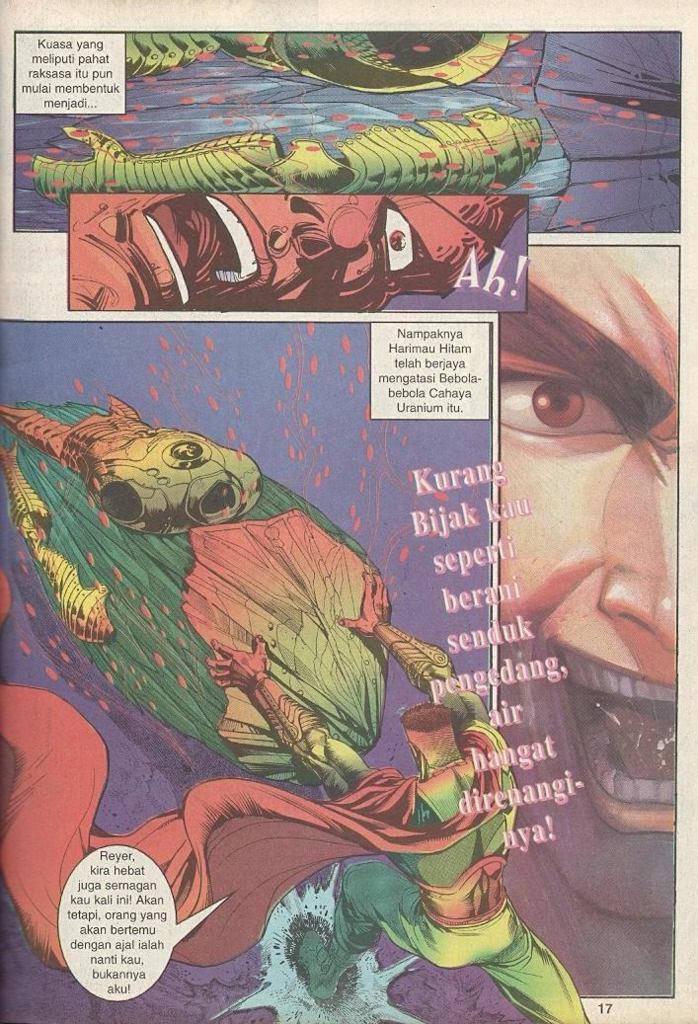 Kuasa yang
meliputi pahat
raksasa itu pun
mulai membentuk
menjadi...
Ah!
Nampaknya
Harimau Hitam
telah berjaya
mengatasi Bebola-
bebola Cahaya
Uranium itu.
Kurang
Bijak kau
seperti
berani
senduk
pengedang,
air
hangat
direnangi-
nya!
Reyer,
kira hebat
juga sernagan
kau kali ini! Akan
tetapi, orang yang
akan bertemu
dengan ajal ialah
nanti kau,
bukannya
aku!
17